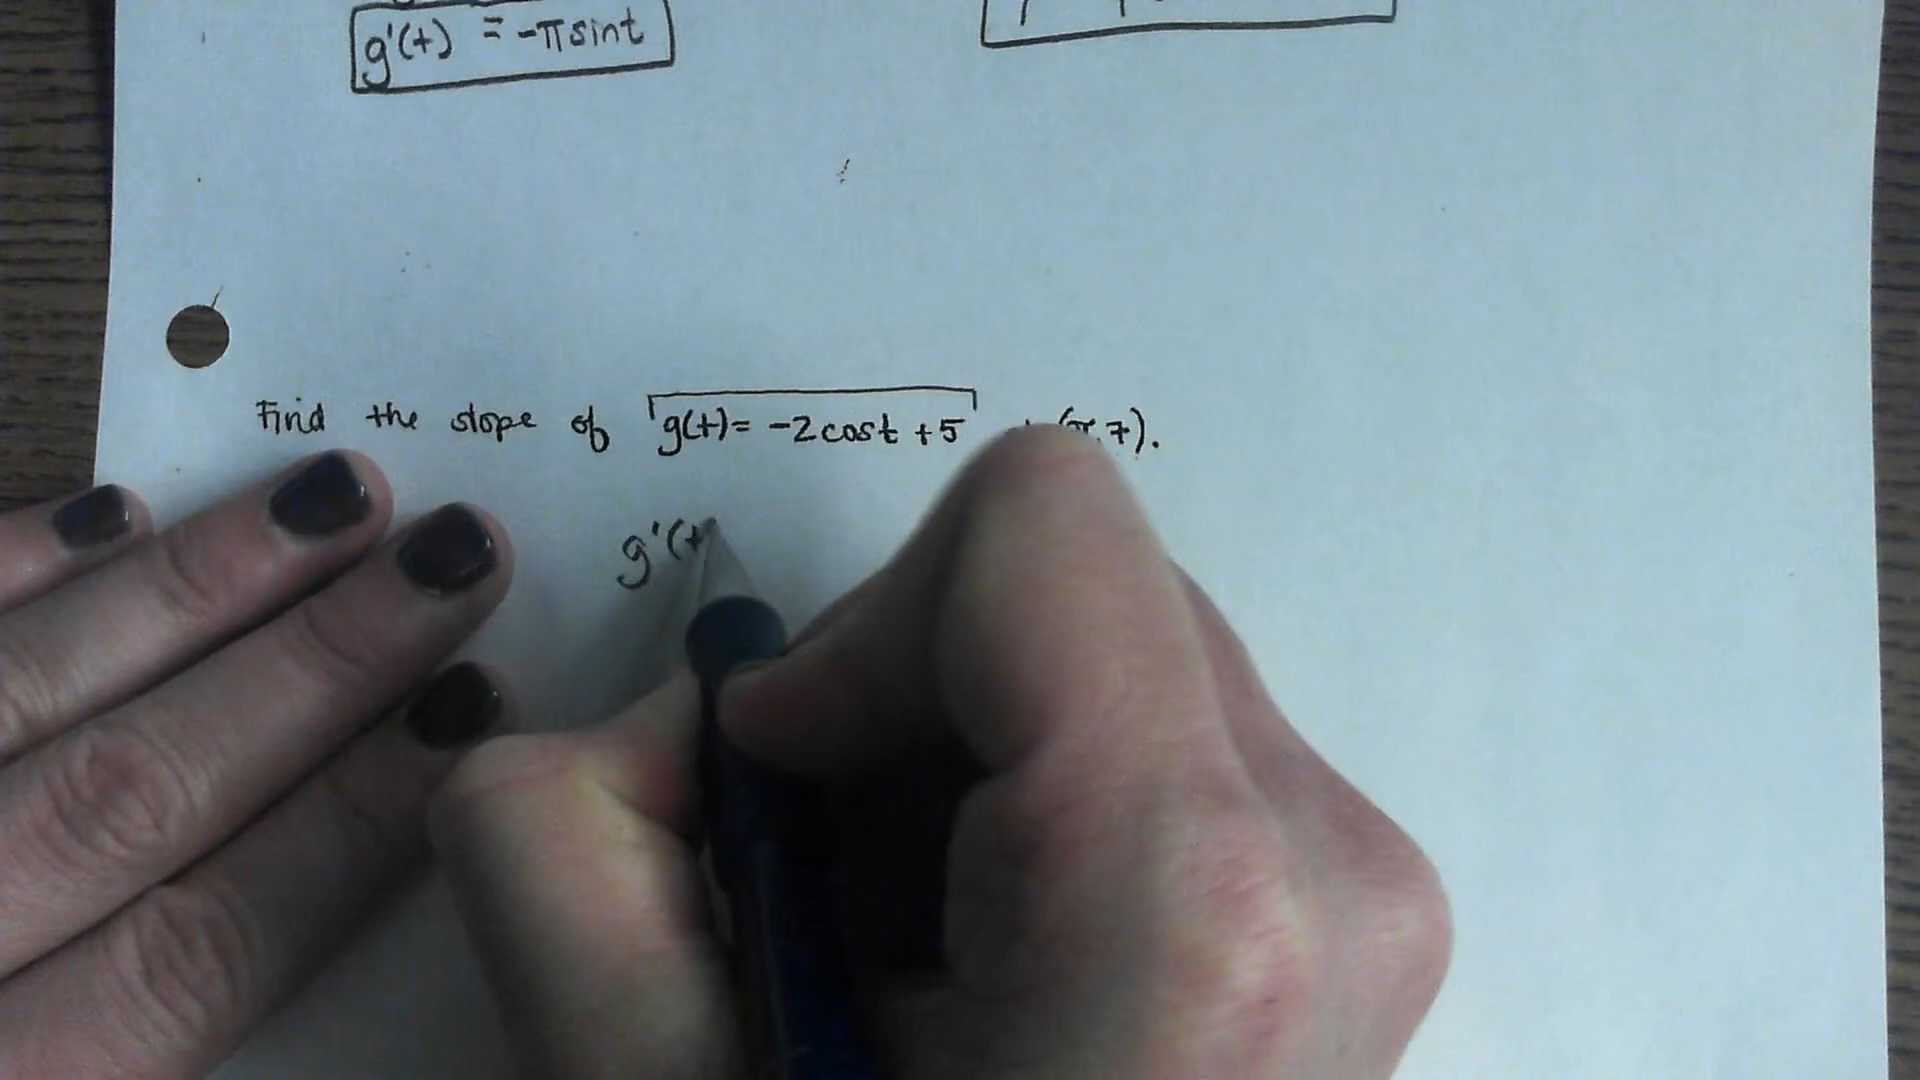 g'(t) = -πsint
Find the slope of g(t)= -2cost +5 (π,7).
g'(t